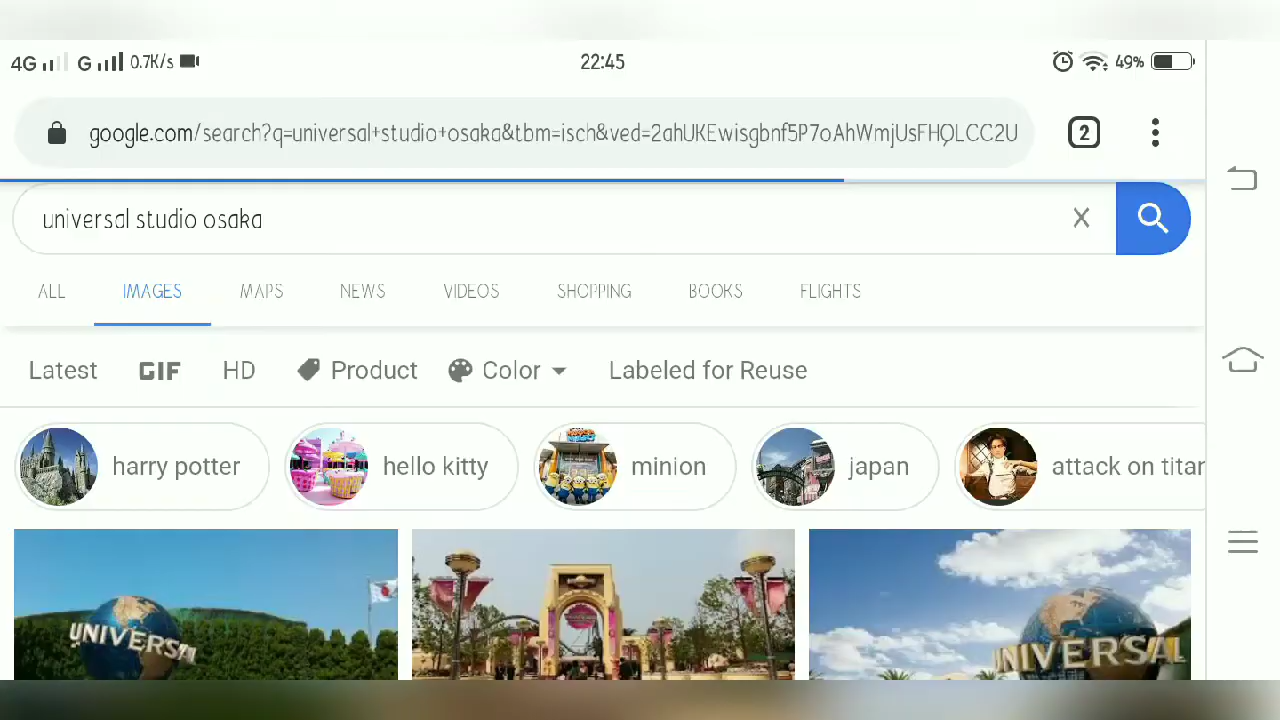 4G G 0.7K/s 22:45 49%
google.com/search?q=universal+studio+osaka&tbm=isch&ved=2ahUKEwisgbnf5P7oAhWmjUsFHQLCC2U 2
universal studio osaka X
ALL IMAGES MAPS NEWS VIDEOS SHOPPING BOOKS FLIGHTS
Latest GIF HD Product Color Labeled for Reuse
harry potter hello kitty minion japan attack on titan
UNIVERSAL UNIVERSAL